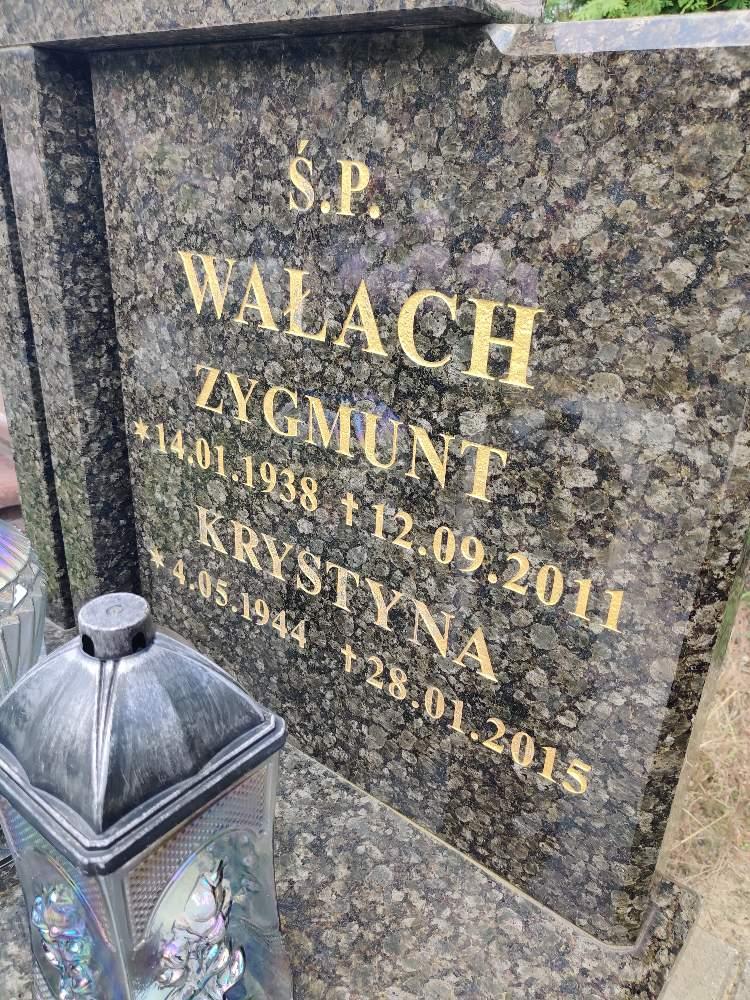 Ś.P.
WAŁACH
ZYGMUNT
*14.01.1938 †12.09.2011
KRYSTYNA
* 4.05.1944 †28.01.2015